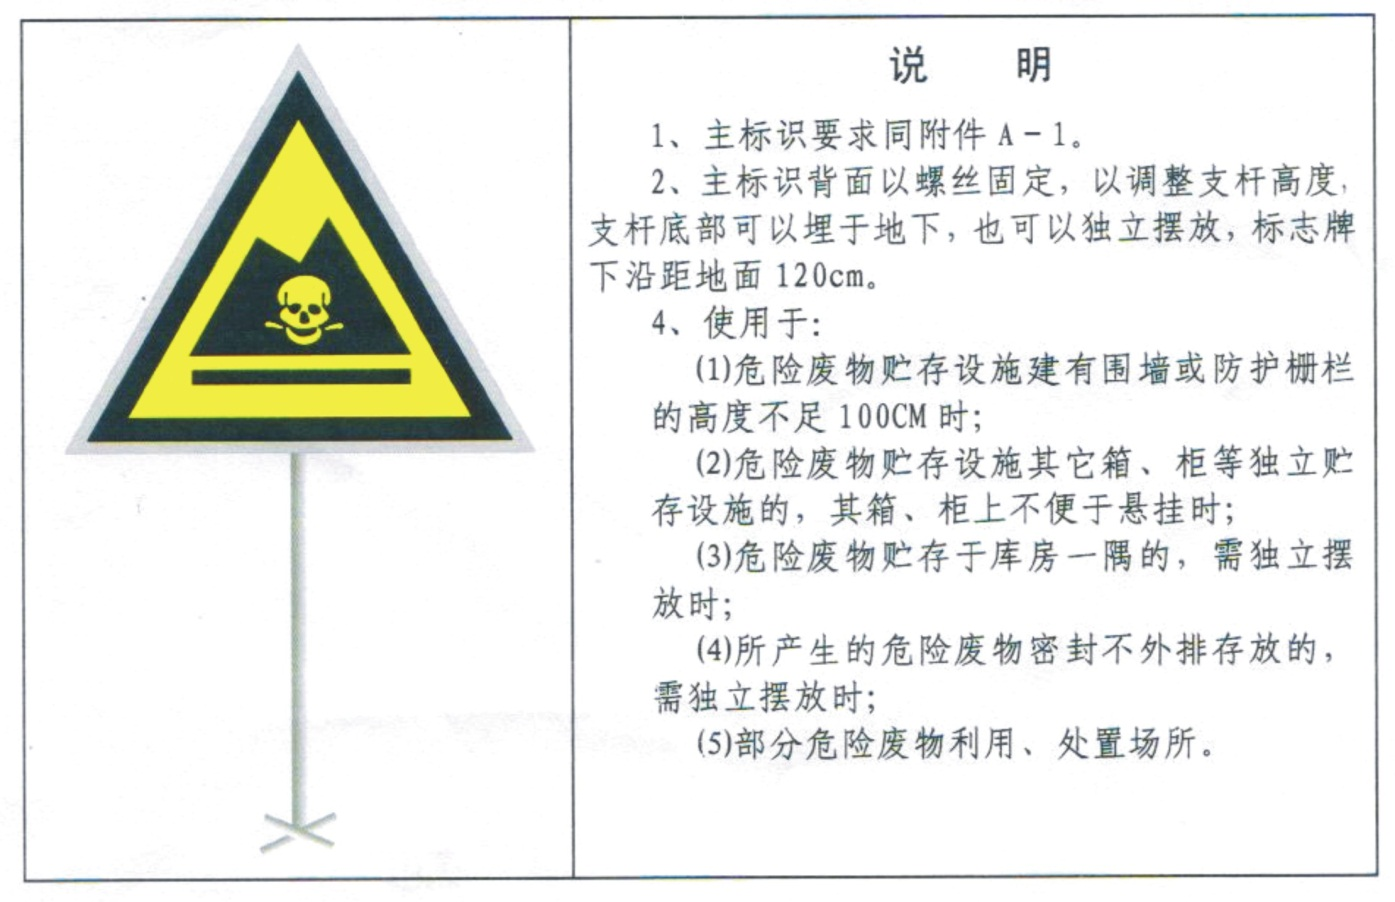 说 明
1、主标识要求同附件 A-1。
2、主标识背面以螺丝固定，以调整支杆高度，
支杆底部可以埋于地下，也可以独立摆放，标志牌
下沿距地面 120cm。
4、使用于：
(1)危险废物贮存设施建有围墙或防护栅栏
的高度不足 100CM 时；
(2)危险废物贮存设施其它箱、柜等独立贮
存设施的，其箱、柜上不便于悬挂时；
(3)危险废物贮存于库房一隅的，需独立摆
放时；
(4)所产生的危险废物密封不外排存放的，
需独立摆放时；
(5)部分危险废物利用、处置场所。